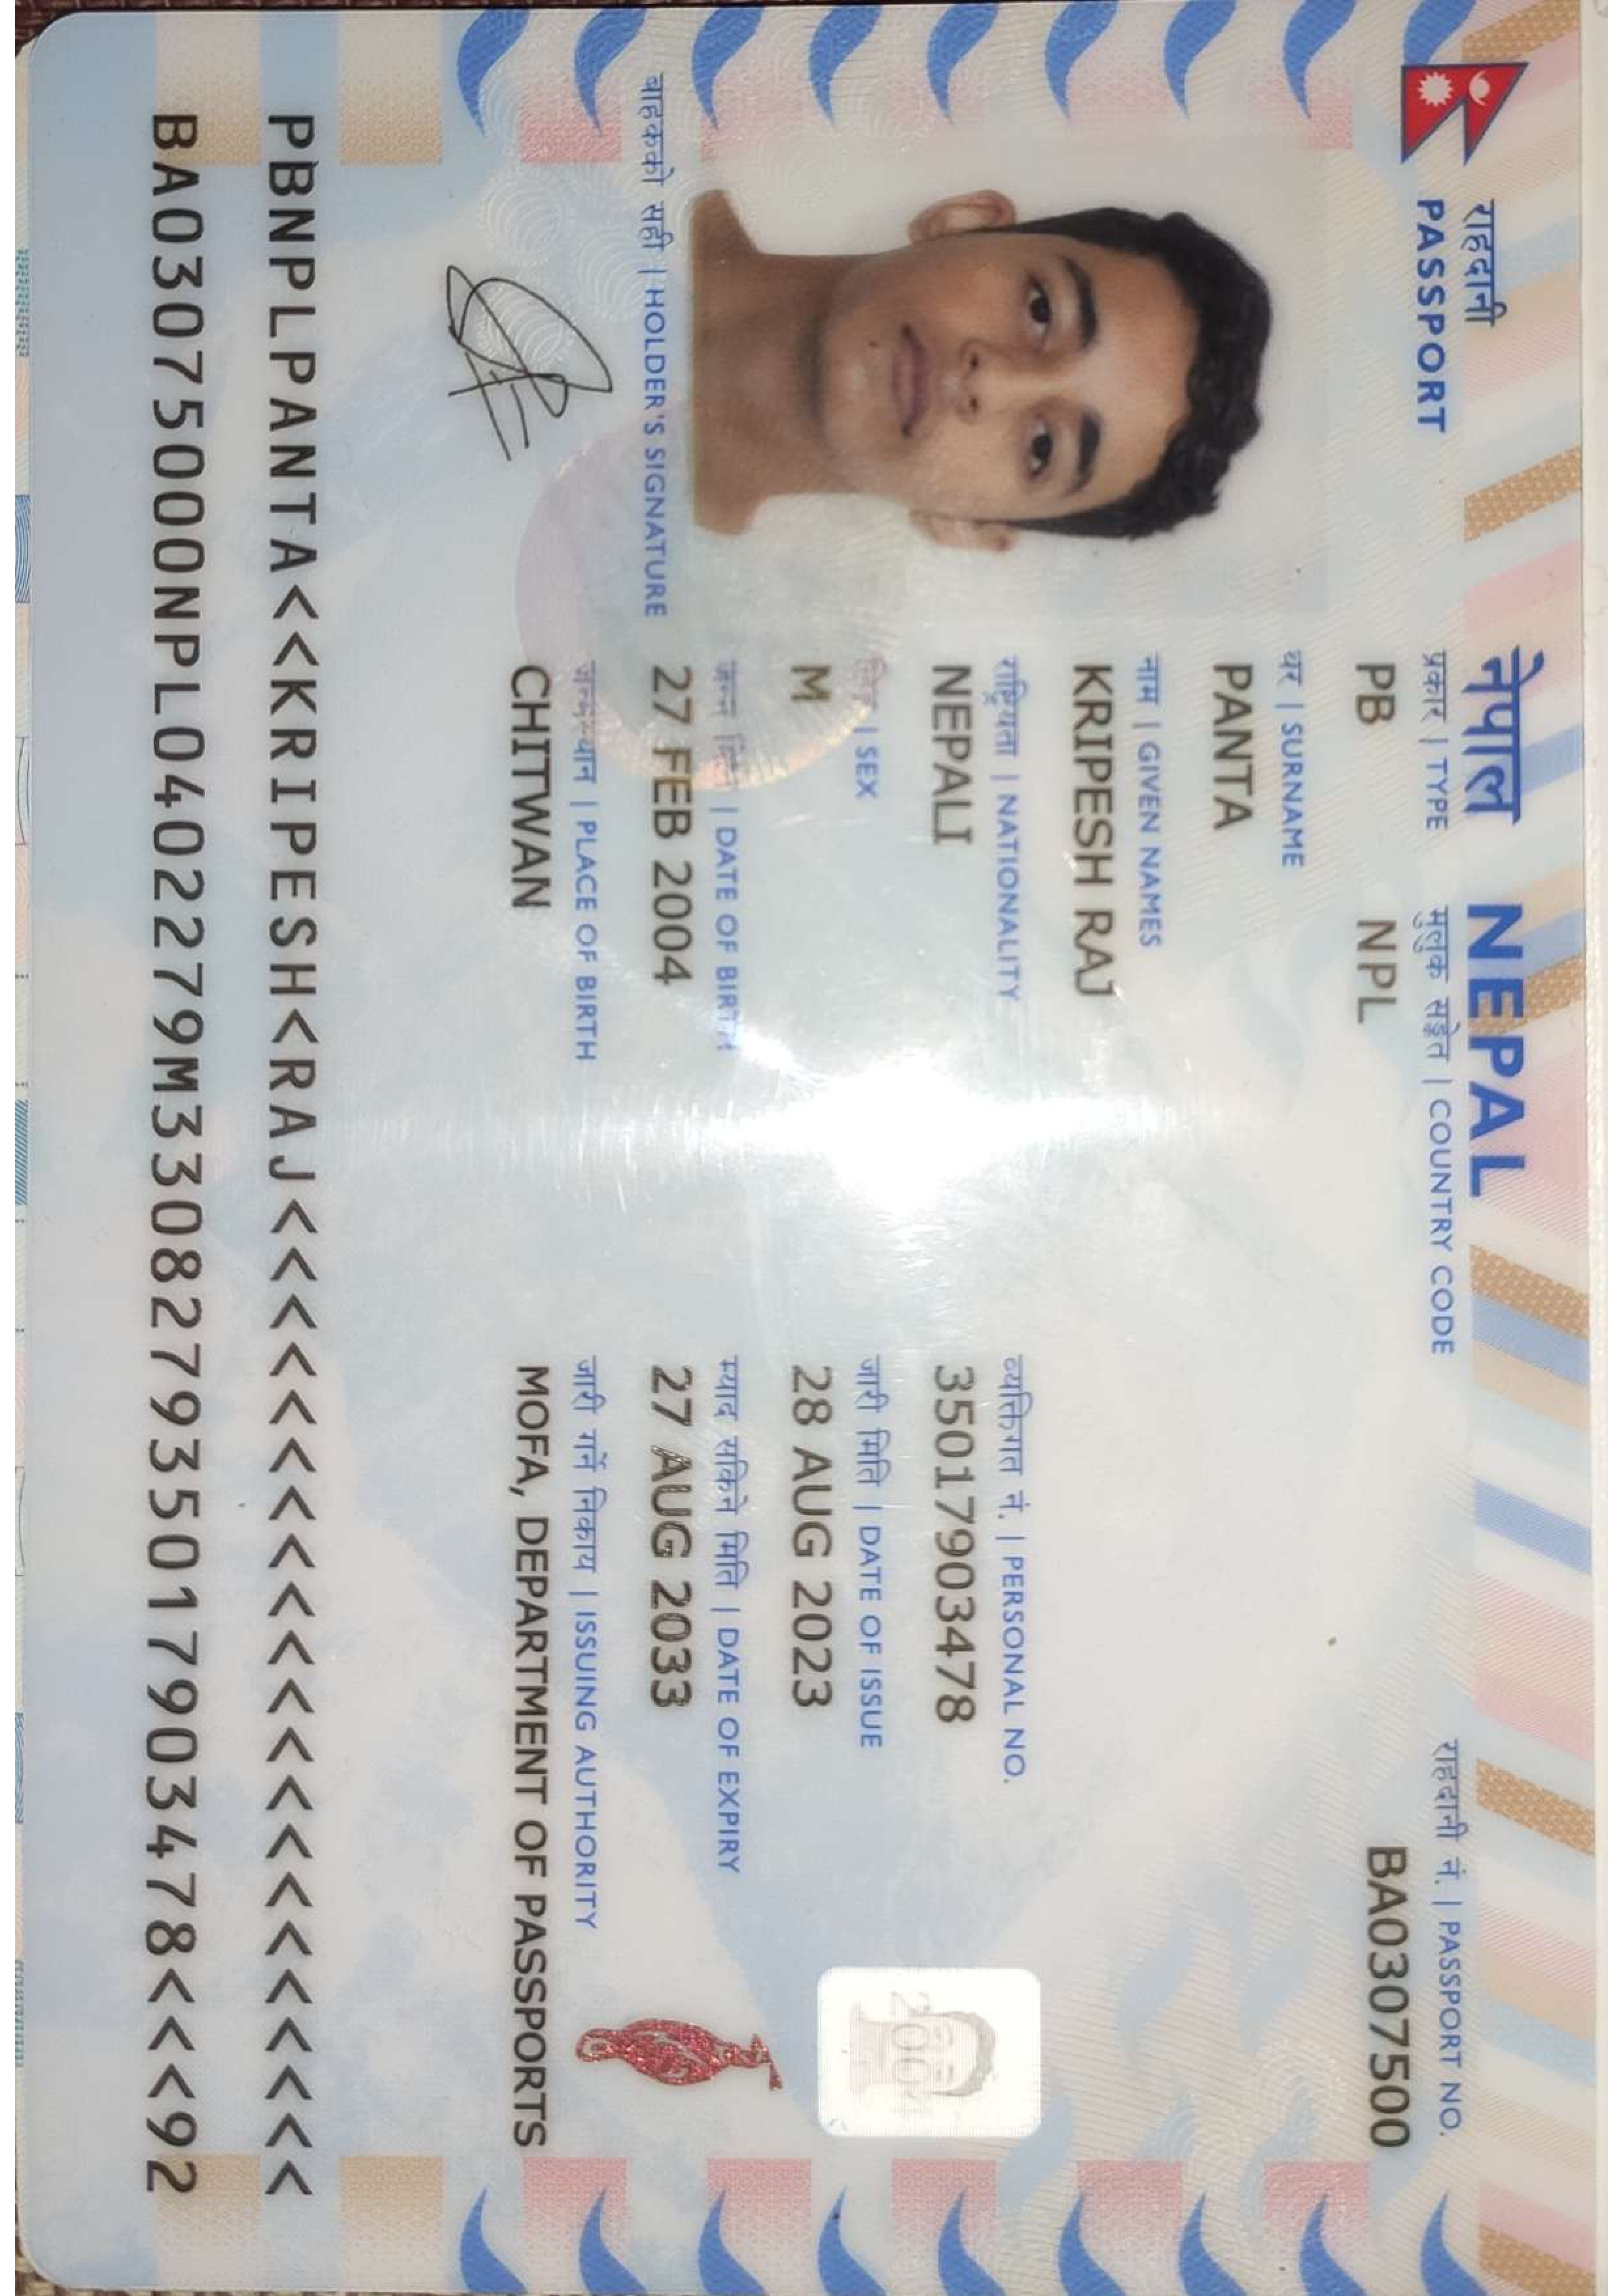 राहदानी
PASSPORT
नेपाल NEPAL
प्रकार | TYPE मुलुक सङ्केत | COUNTRY CODE राहदानी नं. | PASSPORT NO.
PB NPL BA0307500
थर | SURNAME
PANTA
नाम | GIVEN NAMES
KRIPESH RAJ
राष्ट्रियता | NATIONALITY व्यक्तिगत नं. | PERSONAL NO.
NEPALI 35017903478
2004
| SEX जारी मिति | DATE OF ISSUE
M 28 AUG 2023
जन्म मिति | DATE OF BIRTH म्याद सकिने मिति | DATE OF EXPIRY
27 FEB 2004 27 AUG 2033
बाहकको सही | HOLDER'S SIGNATURE
जन्मस्थान | PLACE OF BIRTH जारी गर्ने निकाय | ISSUING AUTHORITY
CHITWAN MOFA, DEPARTMENT OF PASSPORTS
PBNPLPANTA<<KRIPESH<RAJ<<<<<<<<<<<<<<<<<<<<<
BA03075000NPL0402279M330827935017903478<<<92